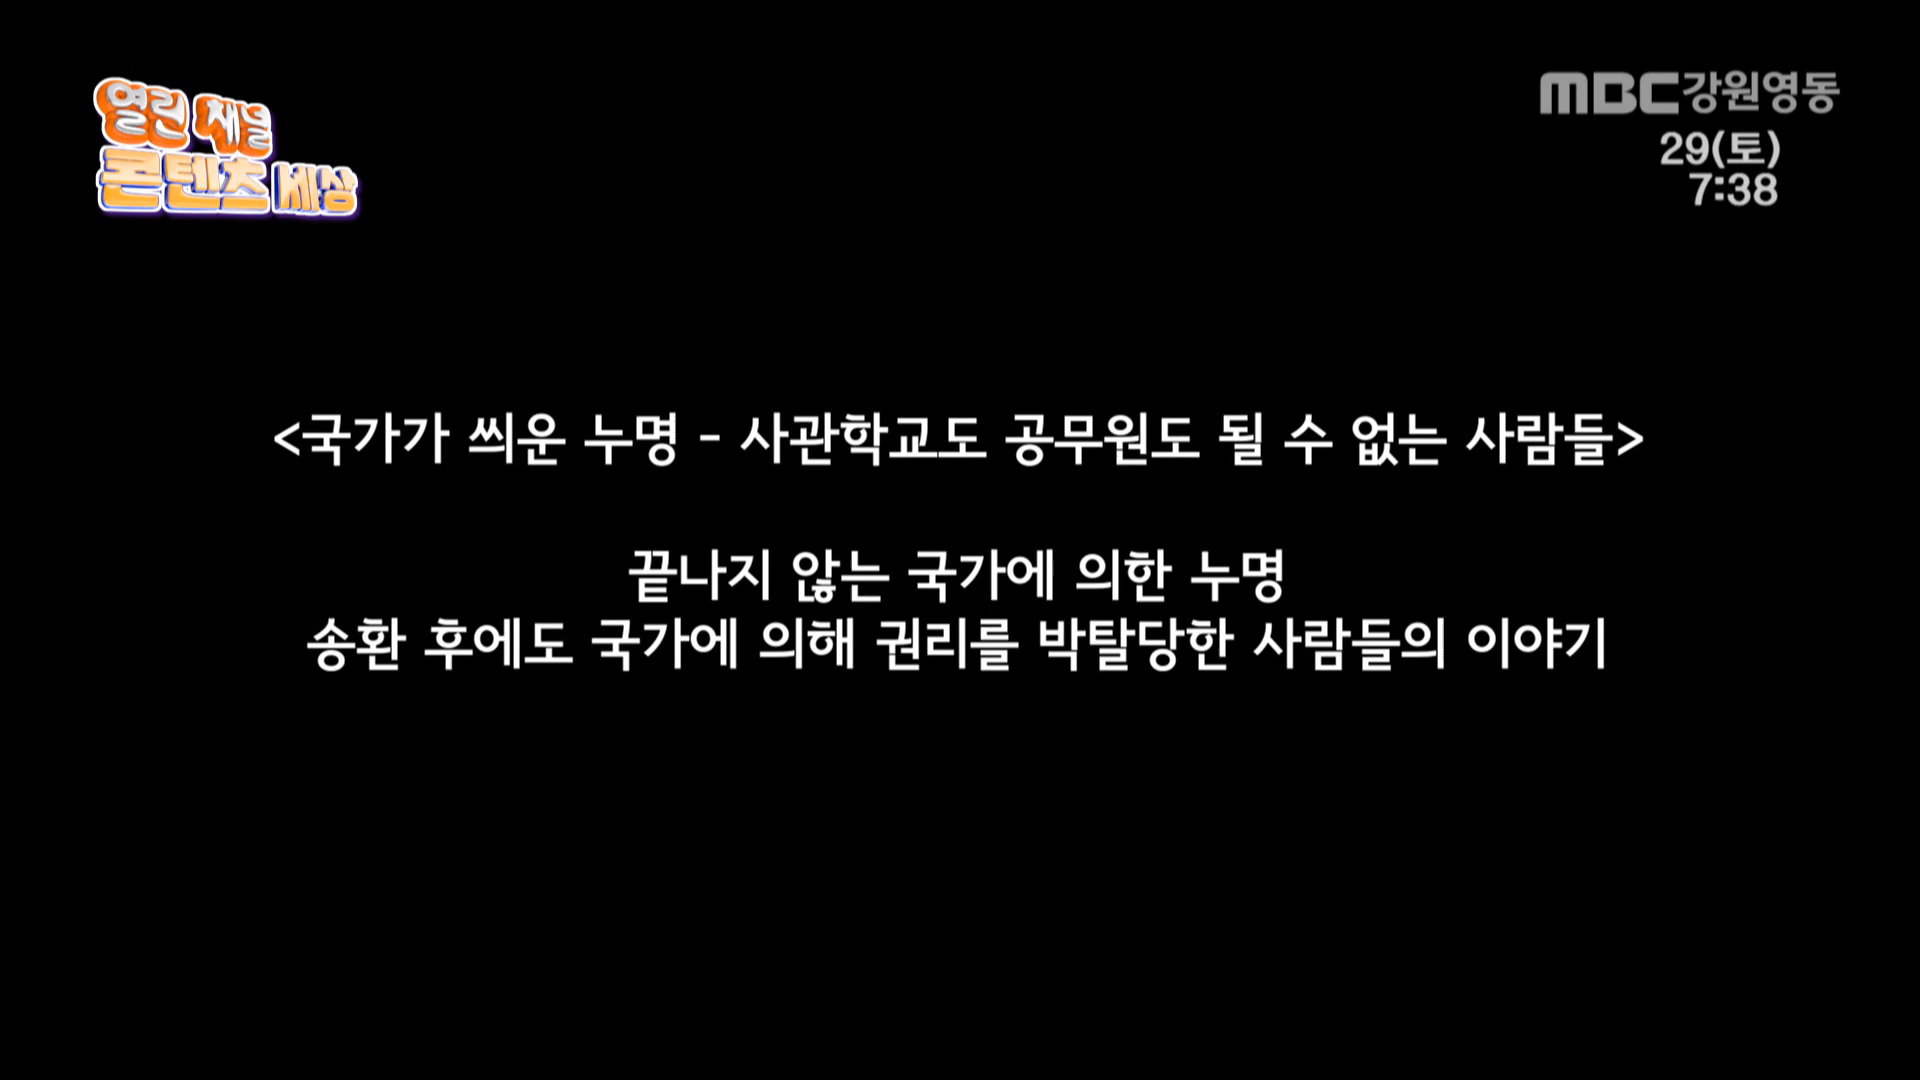 열린 채널
콘텐츠 세상
MBC강원영동
29(토)
7:38
<국가가 씌운 누명 - 사관학교도 공무원도 될 수 없는 사람들>
끝나지 않는 국가에 의한 누명
송환 후에도 국가에 의해 권리를 박탈당한 사람들의 이야기